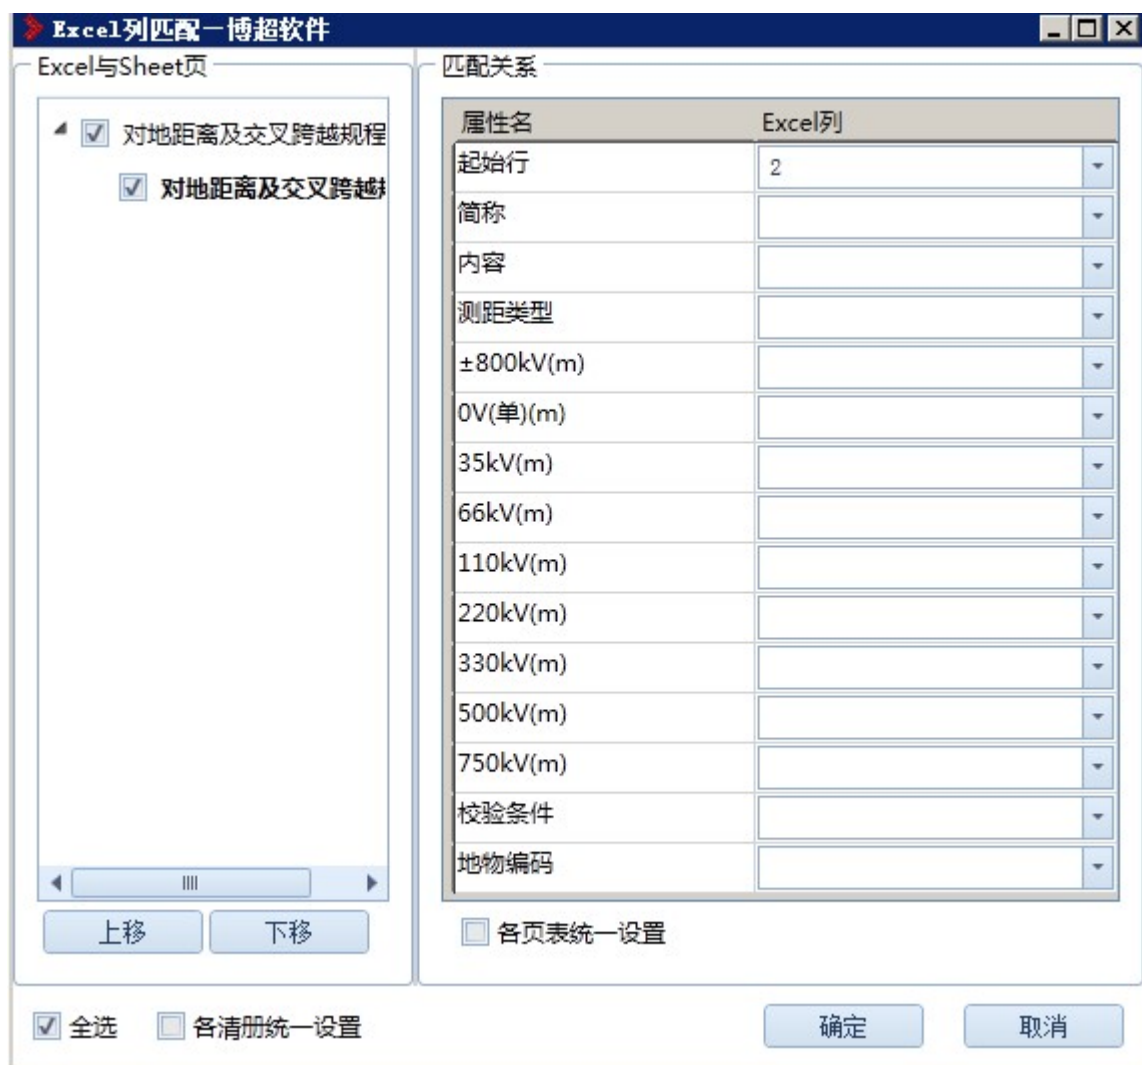 Excel列匹配—博超软件
Excel与Sheet页
对地距离及交叉跨越规程
对地距离及交叉跨越
上移
下移
匹配关系
属性名 Excel列
起始行 2
简称
内容
测距类型
±800kV(m)
0V(单)(m)
35kV(m)
66kV(m)
110kV(m)
220kV(m)
330kV(m)
500kV(m)
750kV(m)
校验条件
地物编码
各页表统一设置
全选 各清册统一设置
确定 取消